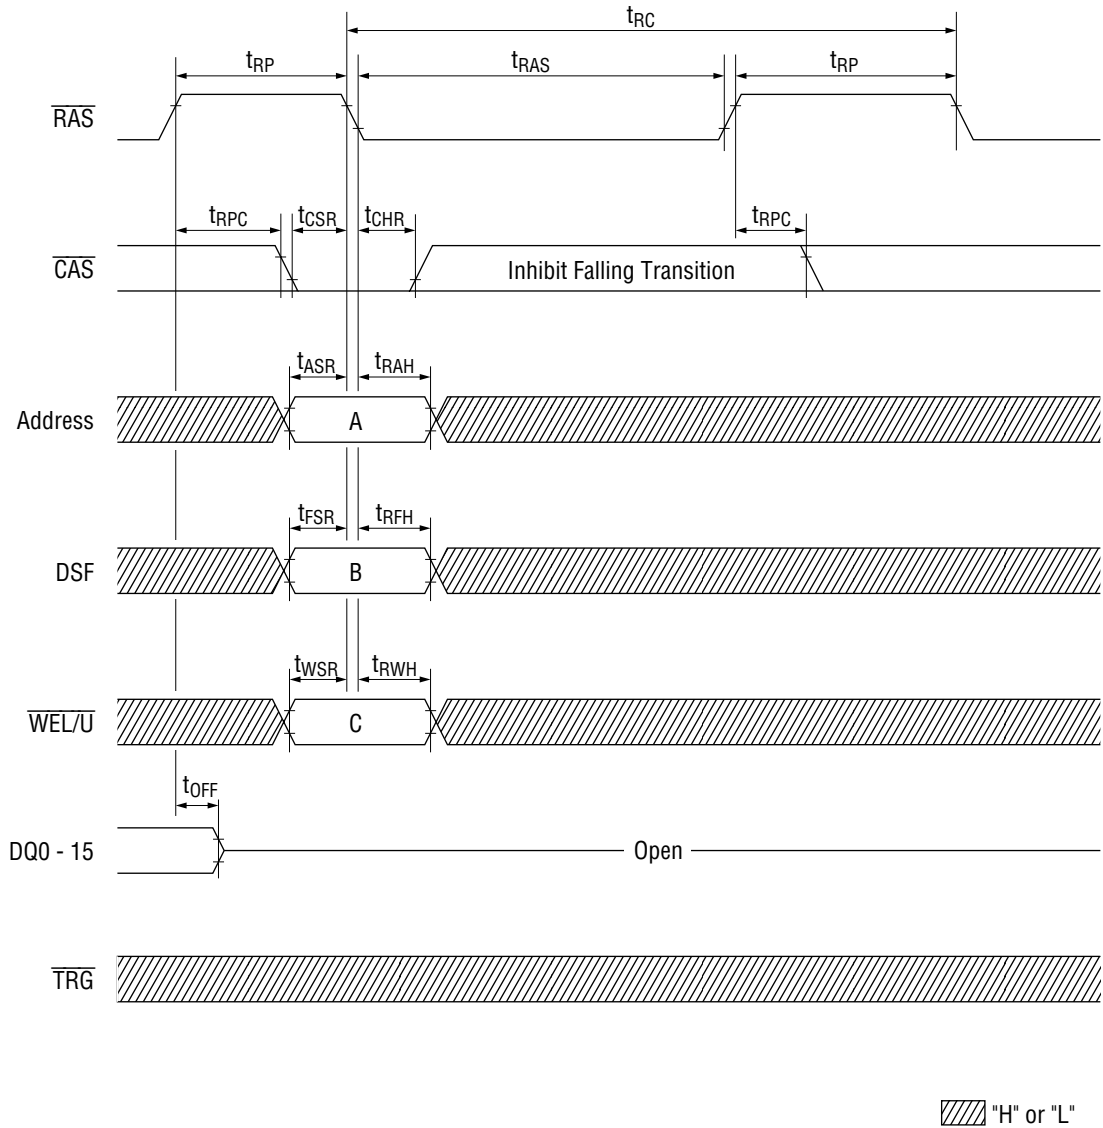 tRC
tRP tRAS tRP
RAS
tRPC tCSR tCHR tRPC
CAS Inhibit Falling Transition
tASR tRAH
Address A
tFSR tRFH
DSF B
tWSR tRWH
WEL/U C
tOFF
DQ0 - 15 Open
TRG
"H" or "L"